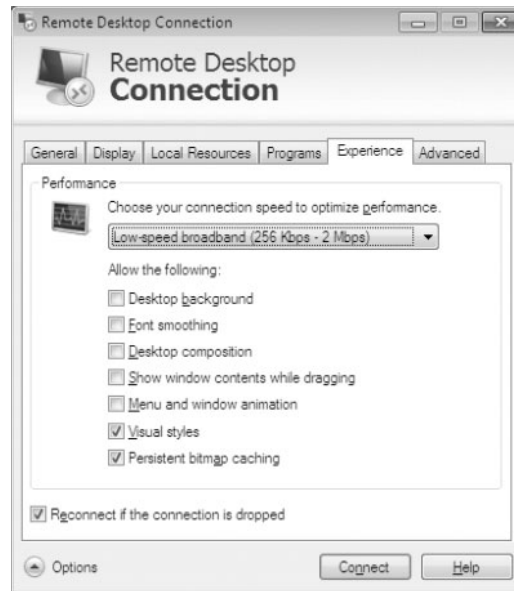 Remote Desktop Connection
Remote Desktop
Connection
General Display Local Resources Programs Experience Advanced
Performance
Choose your connection speed to optimize performance.
Low-speed broadband (256 Kbps - 2 Mbps)
Allow the following:
Desktop background
Font smoothing
Desktop composition
Show window contents while dragging
Menu and window animation
Visual styles
Persistent bitmap caching
Reconnect if the connection is dropped
Options Connect Help